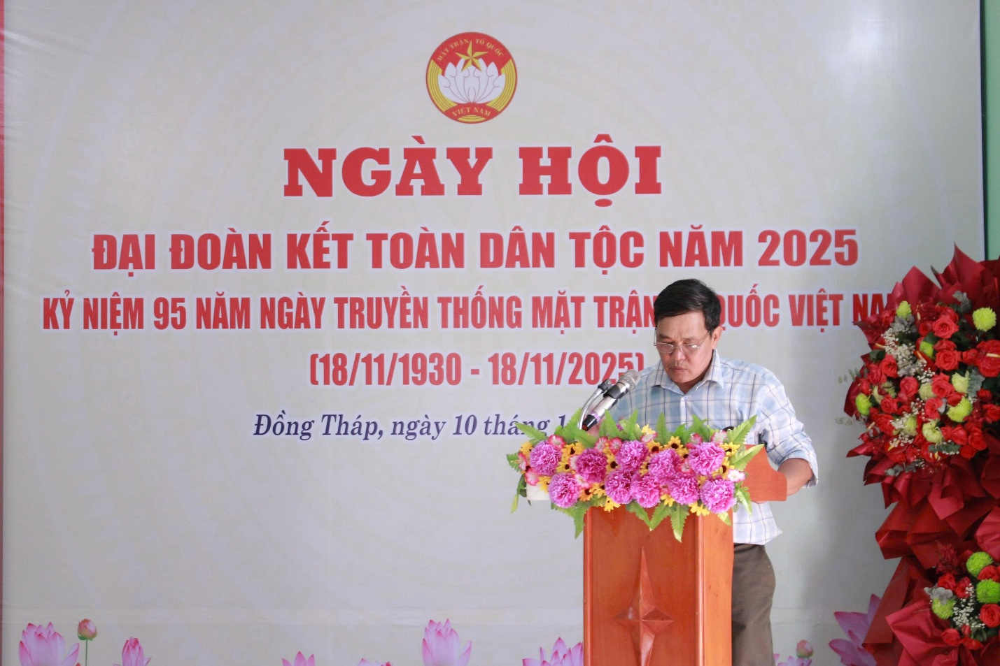 MẶT TRẬN TỔ QUỐC
VIỆT NAM
NGÀY HỘI
ĐẠI ĐOÀN KẾT TOÀN DÂN TỘC NĂM 2025
KỶ NIỆM 95 NĂM NGÀY TRUYỀN THỐNG MẶT TRẬN QUỐC VIỆT
(18/11/1930 - 18/11/2025)
Đồng Tháp, ngày 10 tháng